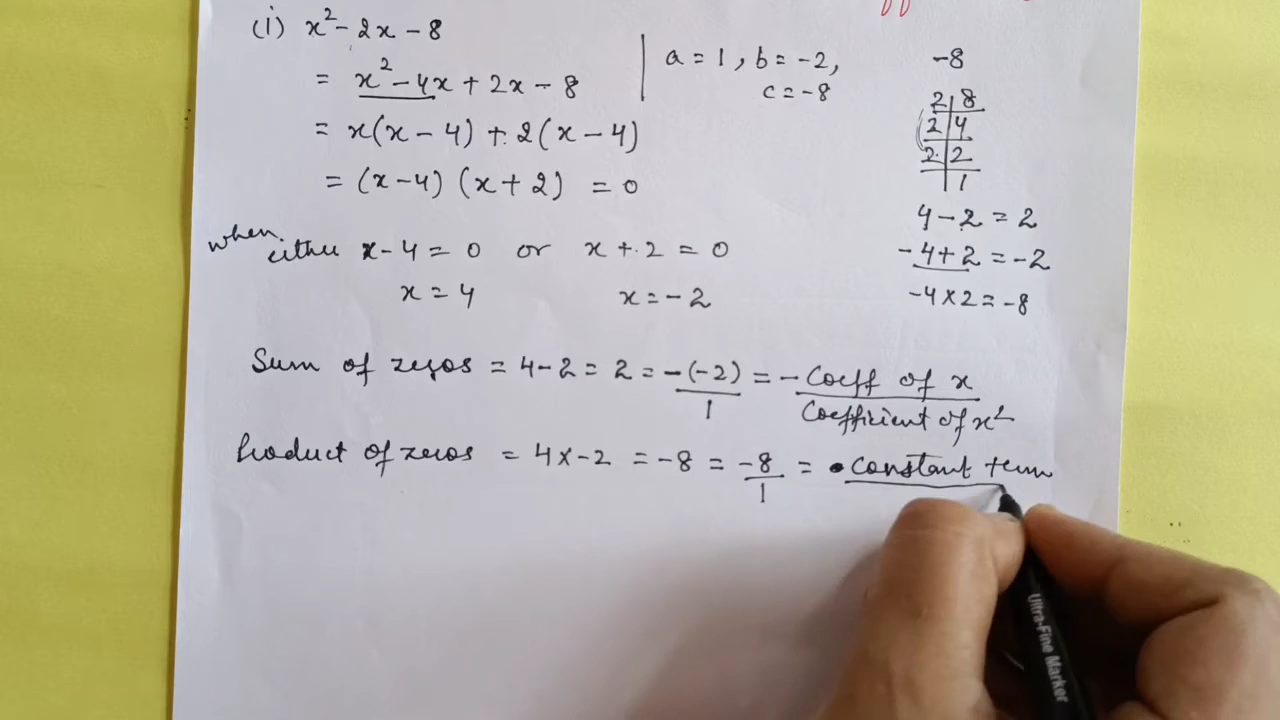 (i) x² - 2x - 8
= x² - 4x + 2x - 8
= x(x - 4) + 2(x - 4)
= (x-4) (x+2) = 0
when either x - 4 = 0 or x + 2 = 0
x = 4 x = -2
a = 1, b = -2,
c = -8
-8
2 | 8
2 | 4
2 | 2
1
4 - 2 = 2
-4+2 = -2
-4×2 = -8
Sum of zeros = 4-2 = 2 = -(-2)/1 = -Coeff of x/Coefficient of x²
Product of zeros = 4×-2 = -8 = -8/1 = constant term
Ultra-Fine Marker